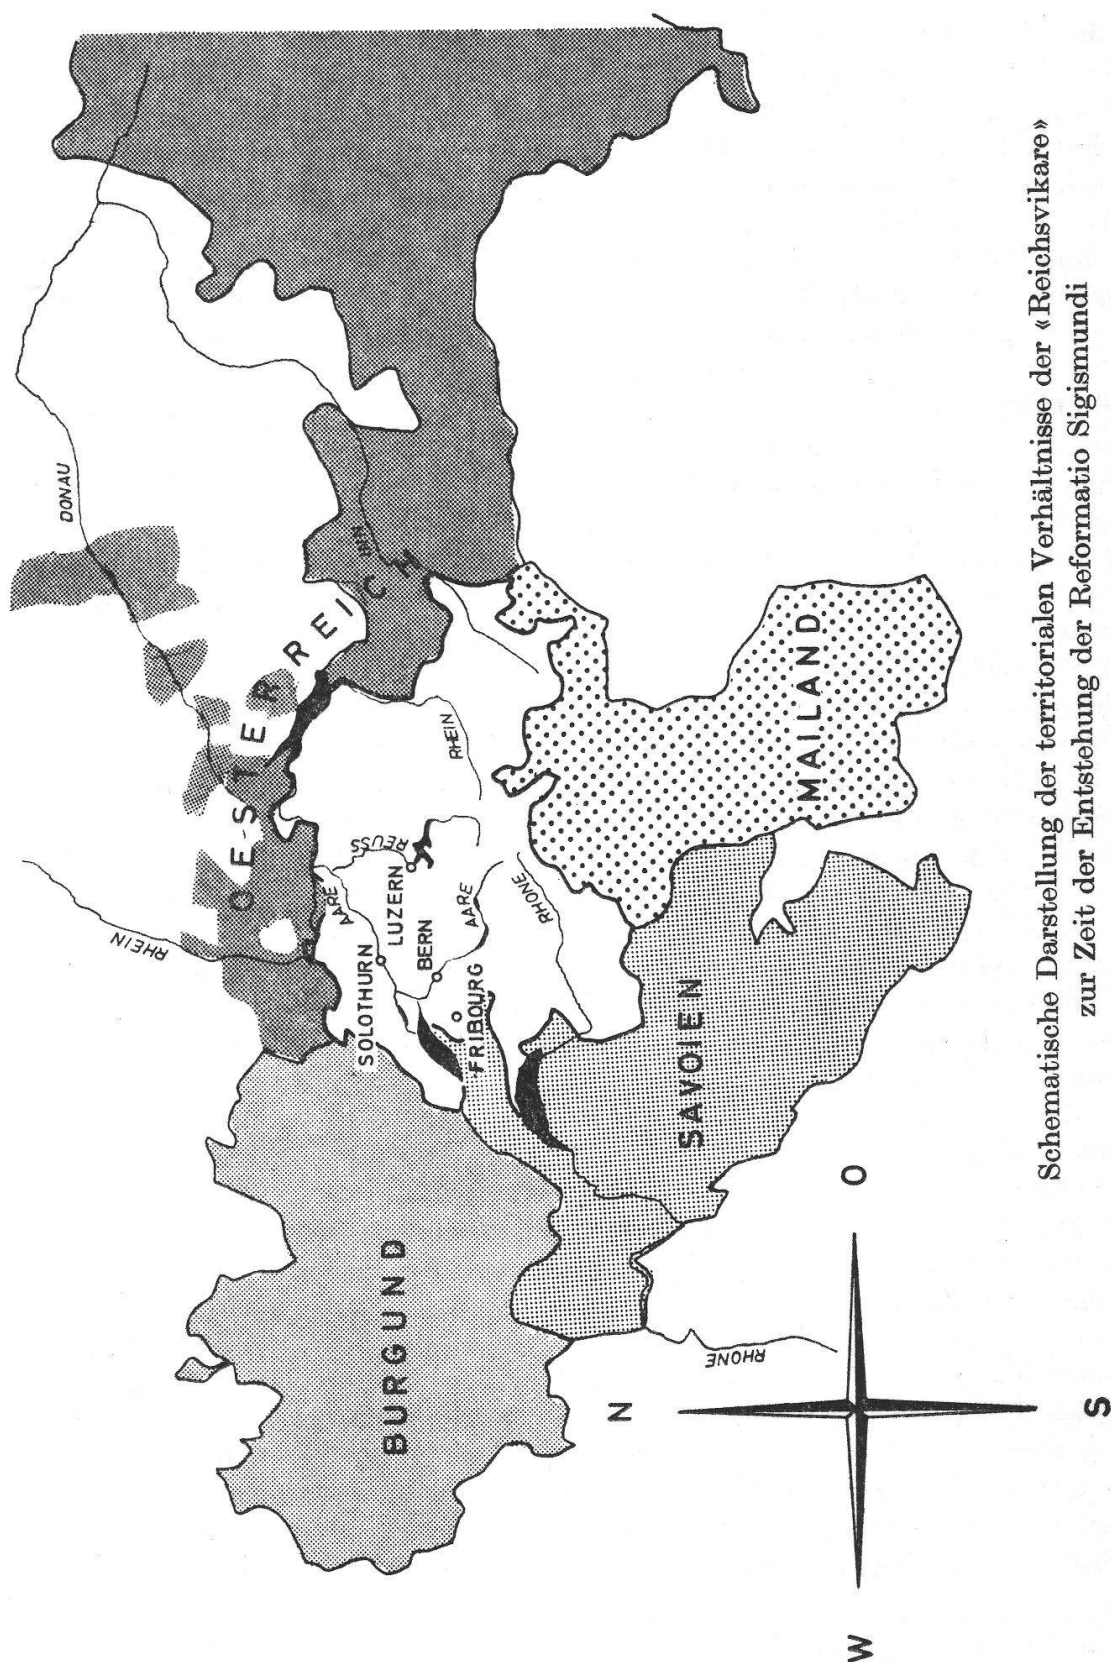 DONAU
OESTERREICH
INN
RHEIN
RHEIN
AARE
REUSS
LUZERN
SOLOTHURN
BERN
AARE
RHONE
FRIBOURG
BURGUND
SAVOIEN
MAILAND
RHONE
N
O
W
S
Schematische Darstellung der territorialen Verhältnisse der «Reichsvikare»
zur Zeit der Entstehung der Reformatio Sigismundi